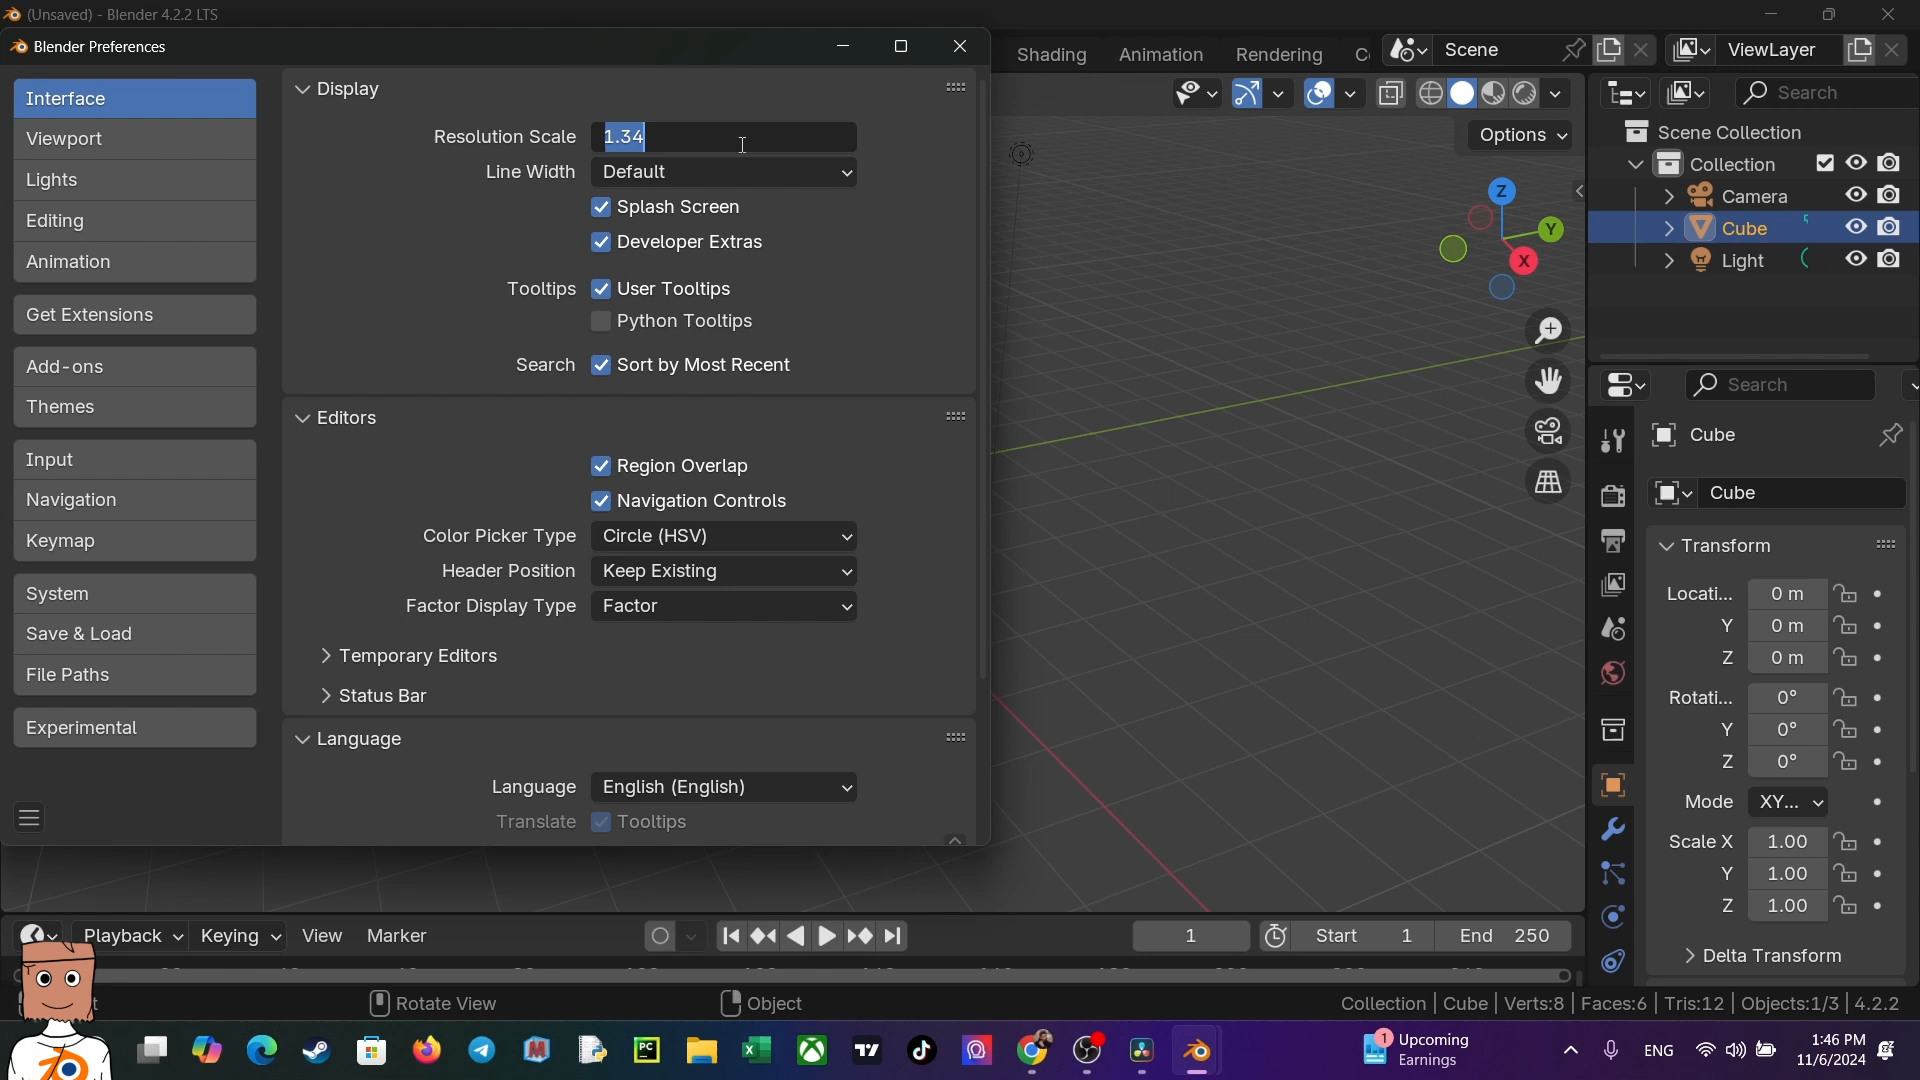 (Unsaved) - Blender 4.2.2 LTS
Blender Preferences
Shading
Animation
Rendering
Scene
ViewLayer
Interface
Viewport
Lights
Editing
Animation
Get Extensions
Add-ons
Themes
Input
Navigation
Keymap
System
Save & Load
File Paths
Experimental
Display
Resolution Scale 1.34
Line Width Default
Splash Screen
Developer Extras
Tooltips User Tooltips
Python Tooltips
Search Sort by Most Recent
Editors
Region Overlap
Navigation Controls
Color Picker Type Circle (HSV)
Header Position Keep Existing
Factor Display Type Factor
Temporary Editors
Status Bar
Language
Language English (English)
Translate Tooltips
Options
Z
Y
X
Search
Scene Collection
Collection
Camera
Cube
Light
Search
Cube
Cube
Transform
Locati... 0 m
Y 0 m
Z 0 m
Rotati... 0°
Y 0°
Z 0°
Mode XY...
Scale X 1.00
Y 1.00
Z 1.00
Delta Transform
Playback Keying View Marker
1
Start 1
End 250
Rotate View
Object
Collection | Cube | Verts:8 | Faces:6 | Tris:12 | Objects:1/3 | 4.2.2
PC
1
Upcoming
Earnings
ENG
1:46 PM
11/6/2024